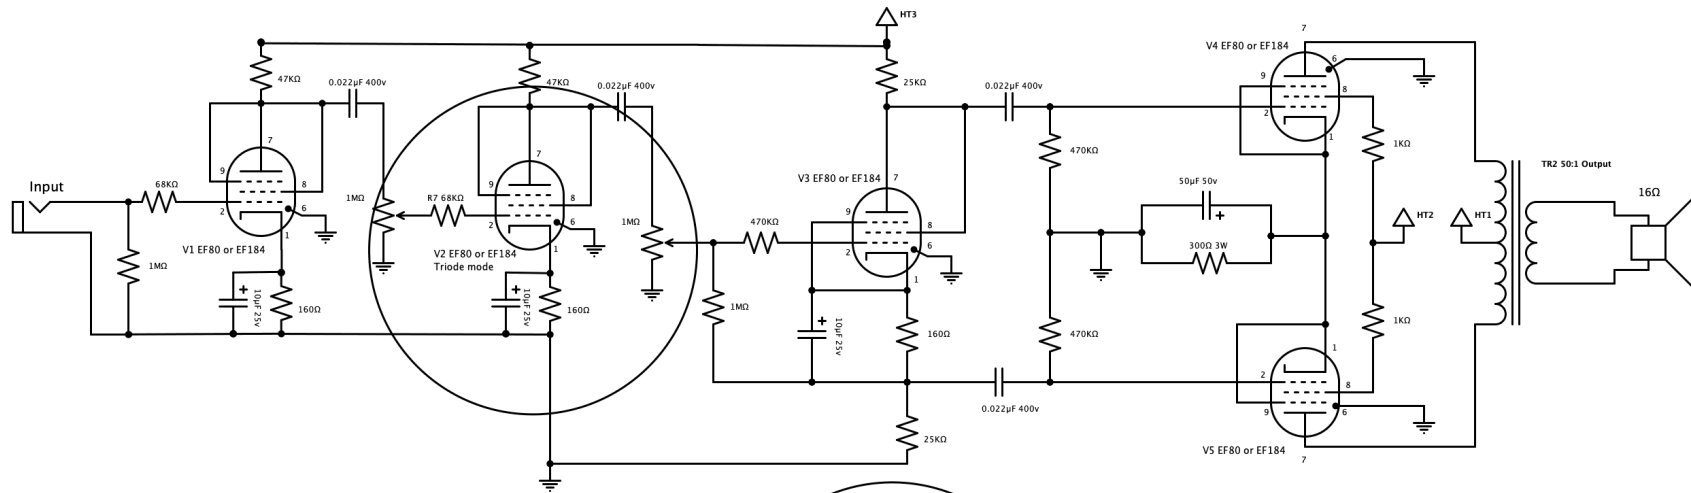 HT3
V4 EF80 or EF184
7
6
9
8
2
1
47KΩ
0.022µF 400v
47KΩ
0.022µF 400v
25KΩ
0.022µF 400v
7
9
8
2
6
1
7
9
8
2
6
1
V3 EF80 or EF184
7
9
8
2
6
1
Input
68KΩ
1MΩ
V1 EF80 or EF184
1MΩ
R7 68KΩ
V2 EF80 or EF184
Triode mode
1MΩ
470KΩ
470KΩ
1KΩ
50µF 50v
300Ω 3W
HT2
HT1
TR2 50:1 Output
16Ω
1MΩ
10µF 25v
160Ω
10µF 25v
160Ω
1MΩ
10µF 25v
160Ω
470KΩ
1KΩ
0.022µF 400v
25KΩ
1
2
8
9
6
V5 EF80 or EF184
7